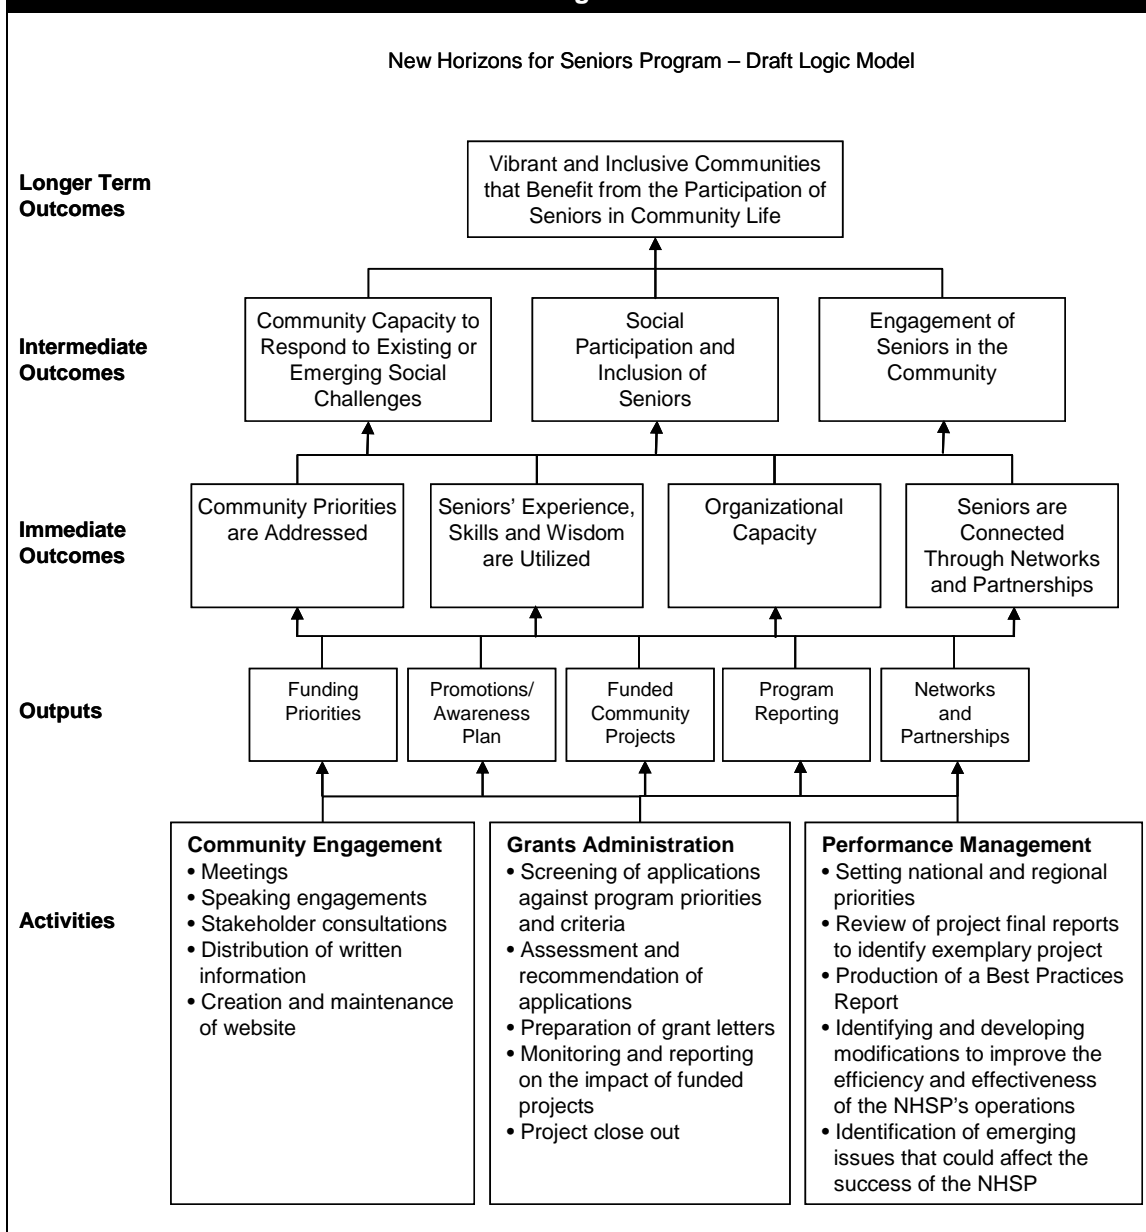 New Horizons for Seniors Program – Draft Logic Model
Longer Term
Outcomes
Vibrant and Inclusive Communities
that Benefit from the Participation of
Seniors in Community Life
Intermediate
Outcomes
Community Capacity to
Respond to Existing or
Emerging Social
Challenges
Social
Participation and
Inclusion of
Seniors
Engagement of
Seniors in the
Community
Immediate
Outcomes
Community Priorities
are Addressed
Seniors’ Experience,
Skills and Wisdom
are Utilized
Organizational
Capacity
Seniors are
Connected
Through Networks
and Partnerships
Outputs
Funding
Priorities
Promotions/
Awareness
Plan
Funded
Community
Projects
Program
Reporting
Networks
and
Partnerships
Activities
Community Engagement
• Meetings
• Speaking engagements
• Stakeholder consultations
• Distribution of written
information
• Creation and maintenance
of website
Grants Administration
• Screening of applications
against program priorities
and criteria
• Assessment and
recommendation of
applications
• Preparation of grant letters
• Monitoring and reporting
on the impact of funded
projects
• Project close out
Performance Management
• Setting national and regional
priorities
• Review of project final reports
to identify exemplary project
• Production of a Best Practices
Report
• Identifying and developing
modifications to improve the
efficiency and effectiveness
of the NHSP’s operations
• Identification of emerging
issues that could affect the
success of the NHSP